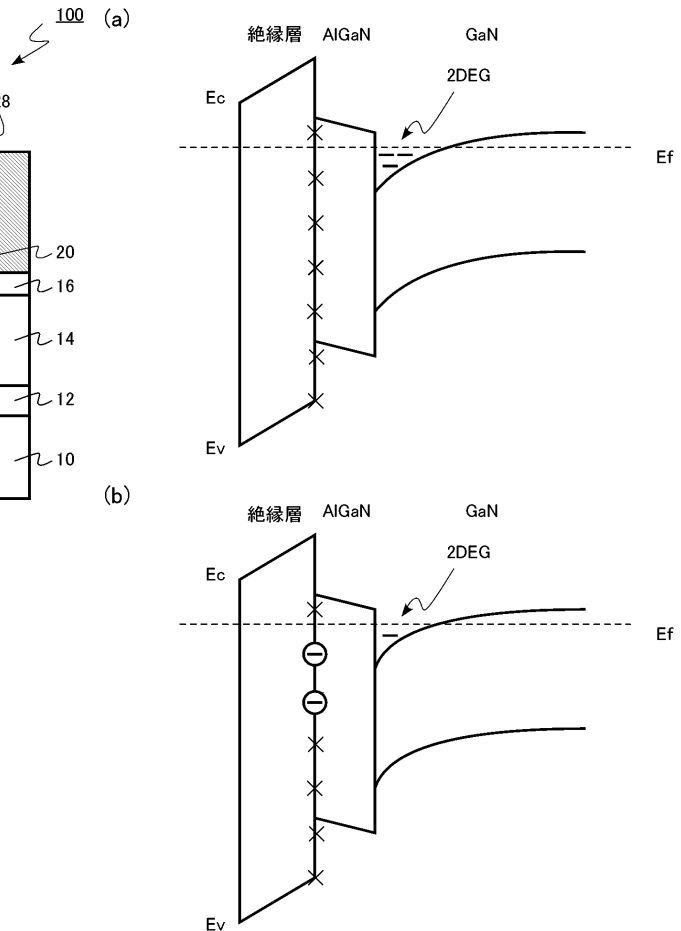 100
28
20
16
14
12
10
(a)
絶縁層 AlGaN GaN
2DEG
Ec
Ef
Ev
(b)
絶縁層 AlGaN GaN
2DEG
Ec
Ef
Ev